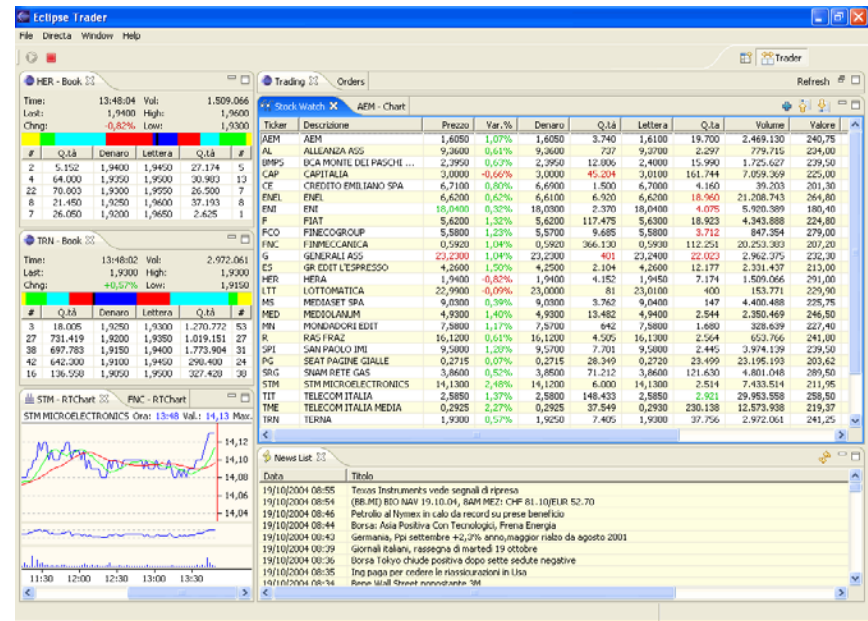 Eclipse Trader
File Directa Window Help
Trader
HER - Book
Time: 13:48:04 Vol: 1.509.066
Last: 1,9400 High: 1,9600
Chng: -0,82% Low: 1,9300
# Q.tà Denaro Lettera Q.tà #
2 5.152 1,9400 1,9450 27.174 5
4 64.000 1,9350 1,9500 30.983 13
22 70.003 1,9300 1,9550 26.500 7
8 21.450 1,9250 1,9600 37.193 8
7 26.050 1,9200 1,9650 2.625 1
TRN - Book
Time: 13:48:02 Vol: 2.972.061
Last: 1,9300 High: 1,9300
Chng: +0,57% Low: 1,9150
# Q.tà Denaro Lettera Q.tà #
3 18.005 1,9250 1,9300 1.270.772 53
27 731.419 1,9200 1,9350 1.019.151 27
38 697.783 1,9150 1,9400 1.773.904 31
42 642.300 1,9100 1,9450 298.400 24
16 136.558 1,9050 1,9500 327.428 38
STM - RTChart FNC - RTChart
STM MICROELECTRONICS Ora: 13:48 Val.: 14,13 Max.
14,12
14,10
14,08
14,06
14,04
11:30 12:00 12:30 13:00 13:30
Trading Orders Refresh
Stock Watch AEM - Chart
Ticker Descrizione Prezzo Var.% Denaro Q.tà Lettera Q.ta Volume Valore
AEM AEM 1,6050 1,07% 1,6050 3.740 1,6100 19.700 2.469.130 240,75
AL ALLEANZA ASS 9,3600 0,61% 9,3600 737 9,3700 2.297 779.715 234,00
BMPS BCA MONTE DEI PASCHI ... 2,3950 0,63% 2,3950 12.806 2,4000 15.990 1.725.627 239,50
CAP CAPITALIA 3,0000 -0,66% 3,0000 45.204 3,0100 161.744 7.059.369 225,00
CE CREDITO EMILIANO SPA 6,7100 0,80% 6,6900 1.500 6,7000 4.160 39.203 201,30
ENEL ENEL 6,6200 0,62% 6,6100 6.920 6,6200 18.960 21.208.743 264,80
ENI ENI 18,0400 0,32% 18,0300 2.370 18,0400 4.075 5.920.389 180,40
F FIAT 5,6200 1,32% 5,6200 117.475 5,6300 18.923 4.343.888 224,80
FCO FINECOGROUP 5,5800 1,23% 5,5700 9.685 5,5800 3.712 847.354 279,00
FNC FINMECCANICA 0,5920 1,04% 0,5920 366.130 0,5930 112.251 20.253.383 207,20
G GENERALI ASS 23,2300 1,04% 23,2300 401 23,2400 22.023 2.962.375 232,30
ES GR EDIT L'ESPRESSO 4,2600 1,50% 4,2500 2.104 4,2600 12.177 2.331.437 213,00
HER HERA 1,9400 -0,82% 1,9400 4.152 1,9450 7.174 1.509.066 291,00
LTT LOTTOMATICA 22,9900 -0,09% 23,0000 81 23,0100 400 153.771 229,90
MS MEDIASET SPA 9,0300 0,39% 9,0300 3.762 9,0400 147 4.400.488 225,75
MED MEDIOLANUM 4,9300 1,40% 4,9300 13.482 4,9400 2.544 2.350.469 246,50
MN MONDADORI EDIT 7,5800 1,17% 7,5700 642 7,5800 1.680 328.639 227,40
R RAS FRAZ 16,1200 0,61% 16,1200 4.505 16,1300 2.564 653.766 241,80
SPI SAN PAOLO IMI 9,5800 1,20% 9,5700 7.701 9,5800 2.445 3.974.139 239,50
PG SEAT PAGINE GIALLE 0,2715 0,07% 0,2715 28.349 0,2720 23.499 23.195.193 203,62
SRG SNAM RETE GAS 3,8600 0,52% 3,8500 71.212 3,8600 121.630 4.801.048 289,50
STM STM MICROELECTRONICS 14,1300 2,48% 14,1200 6.000 14,1300 2.514 7.433.514 211,95
TIT TELECOM ITALIA 2,5850 1,37% 2,5800 148.433 2,5850 2.921 29.953.558 258,50
TME TELECOM ITALIA MEDIA 0,2925 2,27% 0,2925 37.549 0,2930 230.138 12.573.938 219,37
TRN TERNA 1,9300 0,57% 1,9250 7.405 1,9300 37.756 2.972.061 241,25
News List
Data Titolo
19/10/2004 08:55 Texas Instruments vede segnali di ripresa
19/10/2004 08:54 (BB.MI) BIO NAV 19.10.04, 8AM MEZ: CHF 81.10/EUR 52.70
19/10/2004 08:46 Petrolio al Nymex in calo da record su prese beneficio
19/10/2004 08:44 Borsa: Asia Positiva Con Tecnologici, Frena Energia
19/10/2004 08:43 Germania, Ppi settembre +2,3% anno,maggior rialzo da agosto 2001
19/10/2004 08:39 Giornali italiani, rassegna di martedì 19 ottobre
19/10/2004 08:36 Borsa Tokyo chiude positiva dopo sette sedute negative
19/10/2004 08:35 Ing paga per cedere le riassicurazioni in Usa
19/10/2004 08:34 Bene Wall Street nonostante 3M